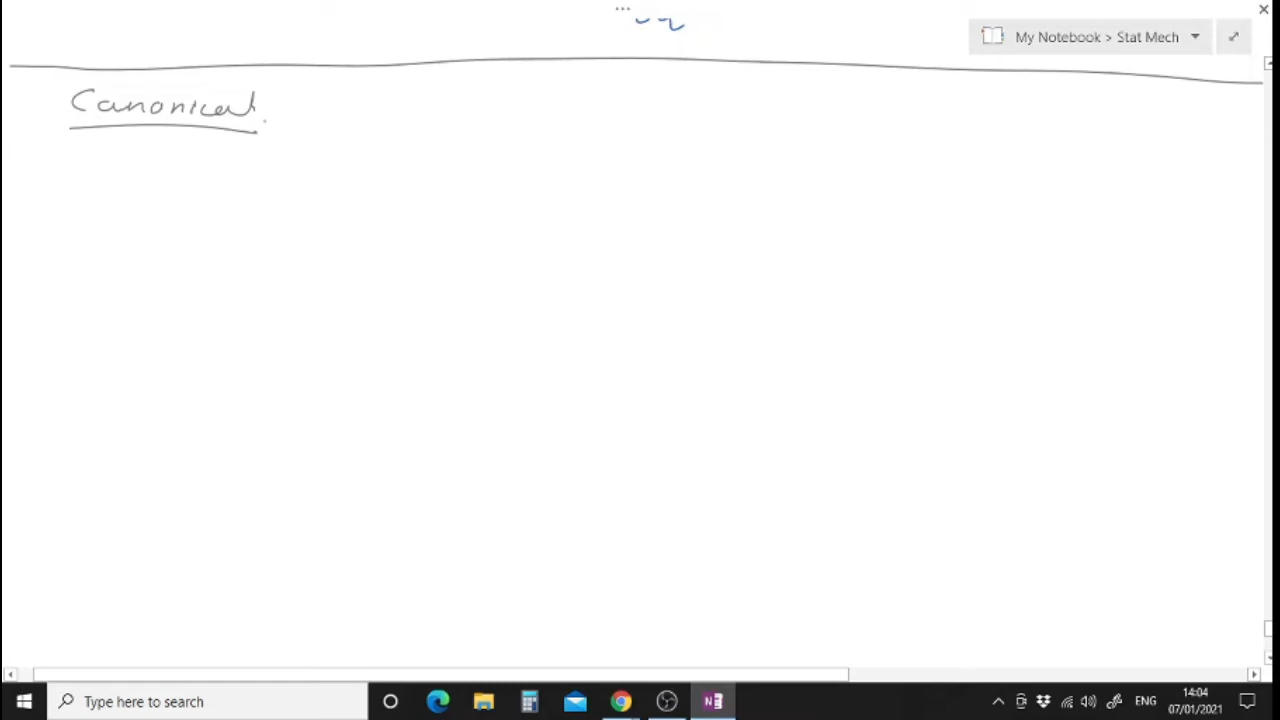 My Notebook > Stat Mech
Canonical
Type here to search
ENG
14:04
07/01/2021